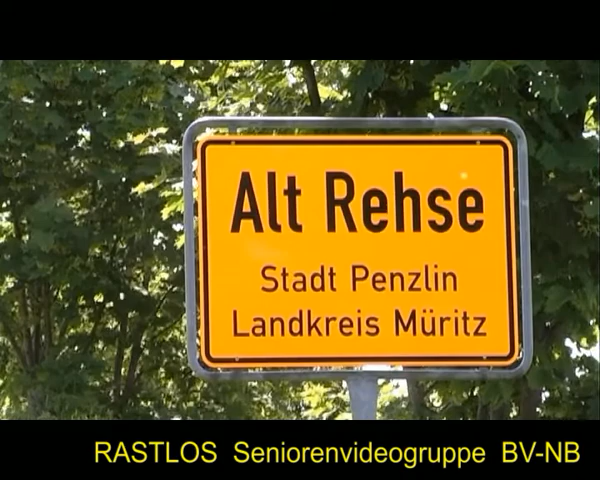 Alt Rehse
Stadt Penzlin
Landkreis Müritz
RASTLOS Seniorenvideogruppe BV-NB